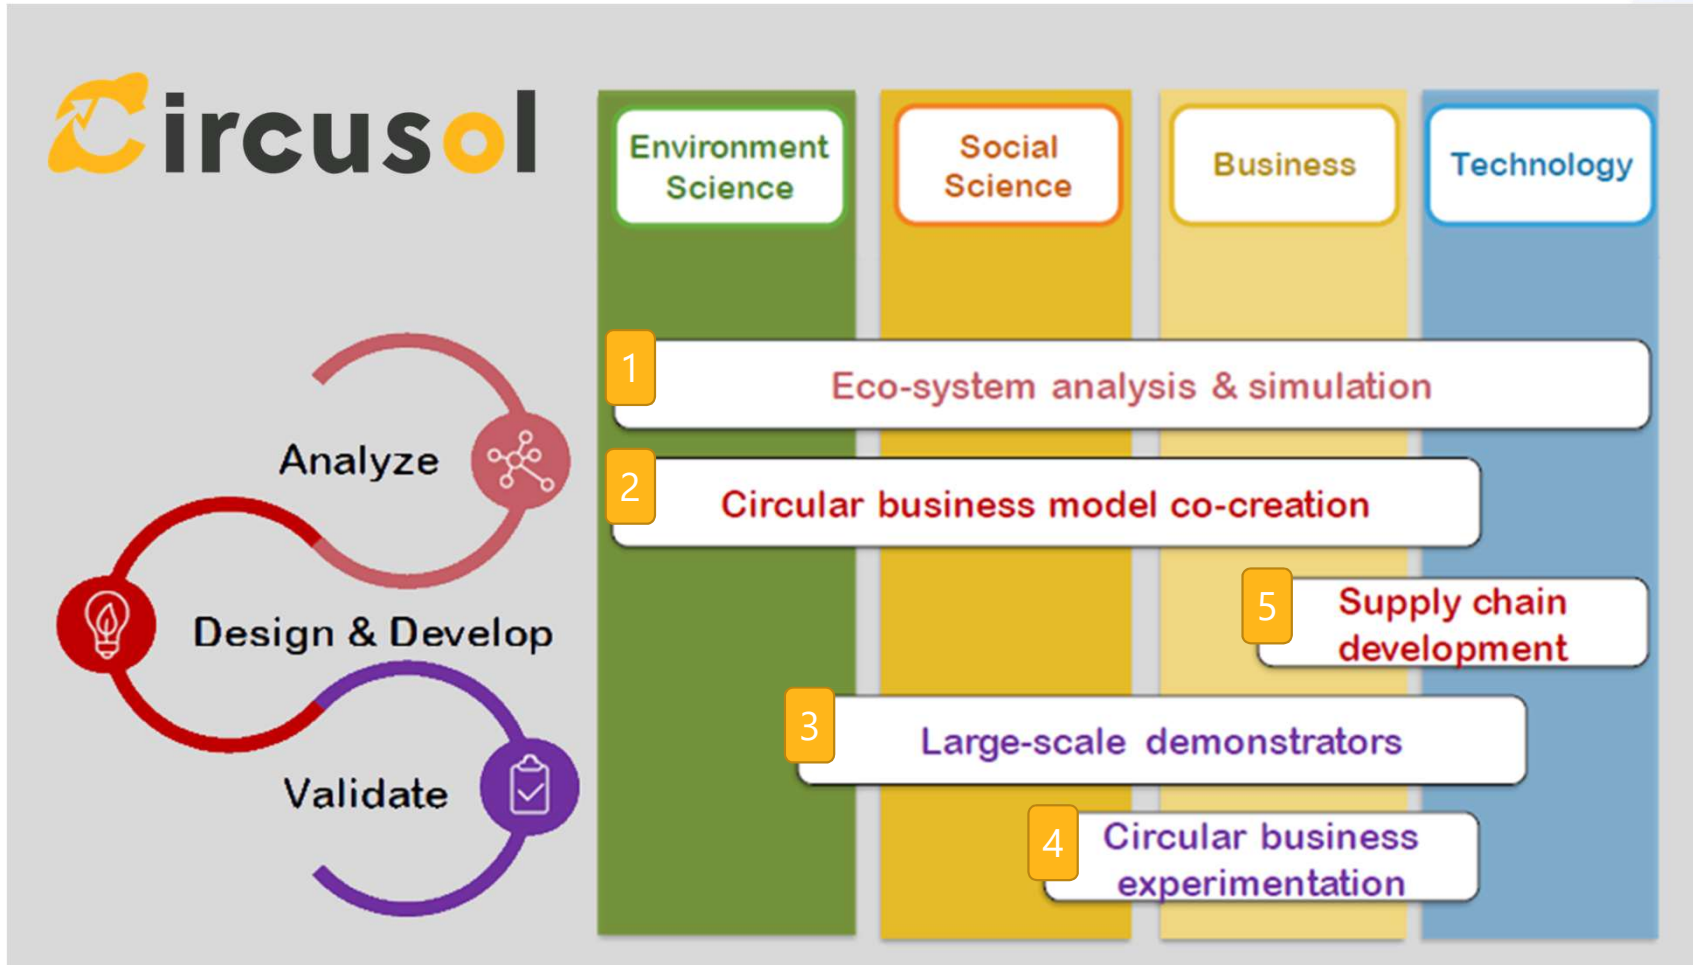 Circusol
Environment
Science
Social
Science
Business
Technology
1
Eco-system analysis & simulation
Analyze
2
Circular business model co-creation
5
Supply chain
development
Design & Develop
3
Large-scale demonstrators
Validate
4
Circular business
experimentation